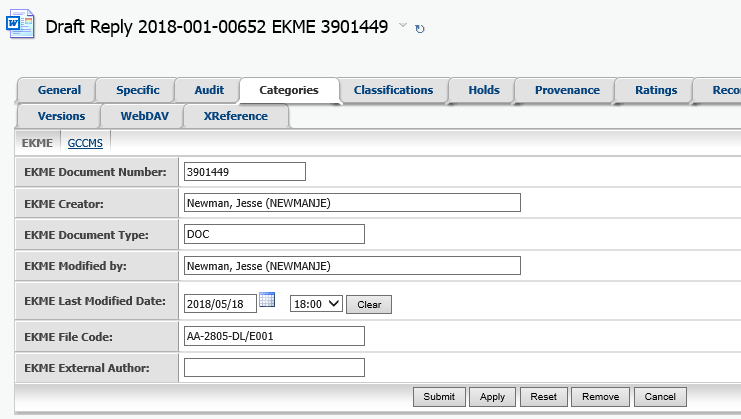 Draft Reply 2018-001-00652 EKME 3901449
General Specific Audit Categories Classifications Holds Provenance Ratings Reco
Versions WebDAV XReference
EKME GCCMS
EKME Document Number: 3901449
EKME Creator: Newman, Jesse (NEWMANJE)
EKME Document Type: DOC
EKME Modified by: Newman, Jesse (NEWMANJE)
EKME Last Modified Date: 2018/05/18 18:00 Clear
EKME File Code: AA-2805-DL/E001
EKME External Author:
Submit Apply Reset Remove Cancel